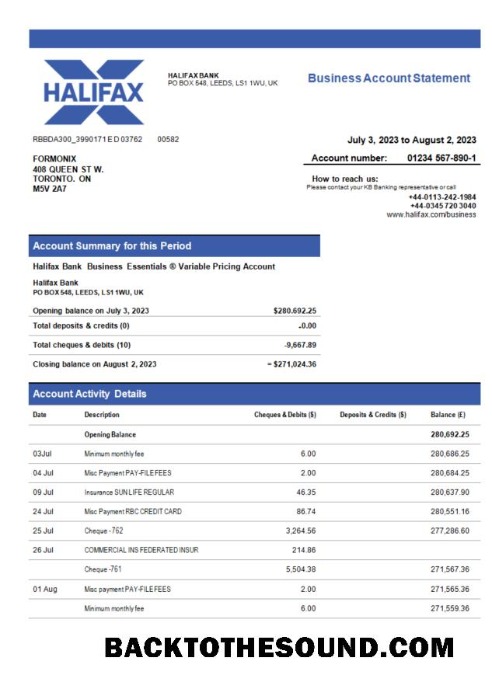 HALIFAX
HALIFAX BANK
PO BOX 548, LEEDS, LS1 1WU, UK
Business Account Statement
RBBDA300_3990171 E D 03762 00582
July 3, 2023 to August 2, 2023
FORMONIX
408 QUEEN ST W.
TORONTO. ON
M5V 2A7
Account number: 01234 567-890-1
How to reach us:
Please contact your KB Banking representative or call
+44-0113-242-1984
+44-0345 720 3040
www.halifax.com/business
Account Summary for this Period
Halifax Bank Business Essentials ® Variable Pricing Account
Halifax Bank
PO BOX 548, LEEDS, LS1 1WU, UK
Opening balance on July 3, 2023 $280.692.25
Total deposits & credits (0) -0.00
Total cheques & debits (10) -9,667.89
Closing balance on August 2, 2023 = $271,024.36
Account Activity Details
Date Description Cheques & Debits ($) Deposits & Credits ($) Balance (£)
Opening Balance 280,692.25
03Jul Minimum monthly fee 6.00 280,686.25
04 Jul Misc Payment PAY-FILE FEES 2.00 280,684.25
09 Jul Insurance SUN LIFE REGULAR 46.35 280,637.90
24 Jul Misc Payment RBC CREDIT CARD 86.74 280,551.16
25 Jul Cheque -762 3,264.56 277,286.60
26 Jul COMMERCIAL INS FEDERATED INSUR 214.86
Cheque -761 5,504.38 271,567.36
01 Aug Misc payment PAY-FILE FEES 2.00 271,565.36
Minimum monthly fee 6.00 271,559.36
BACKTOTHESOUND.COM